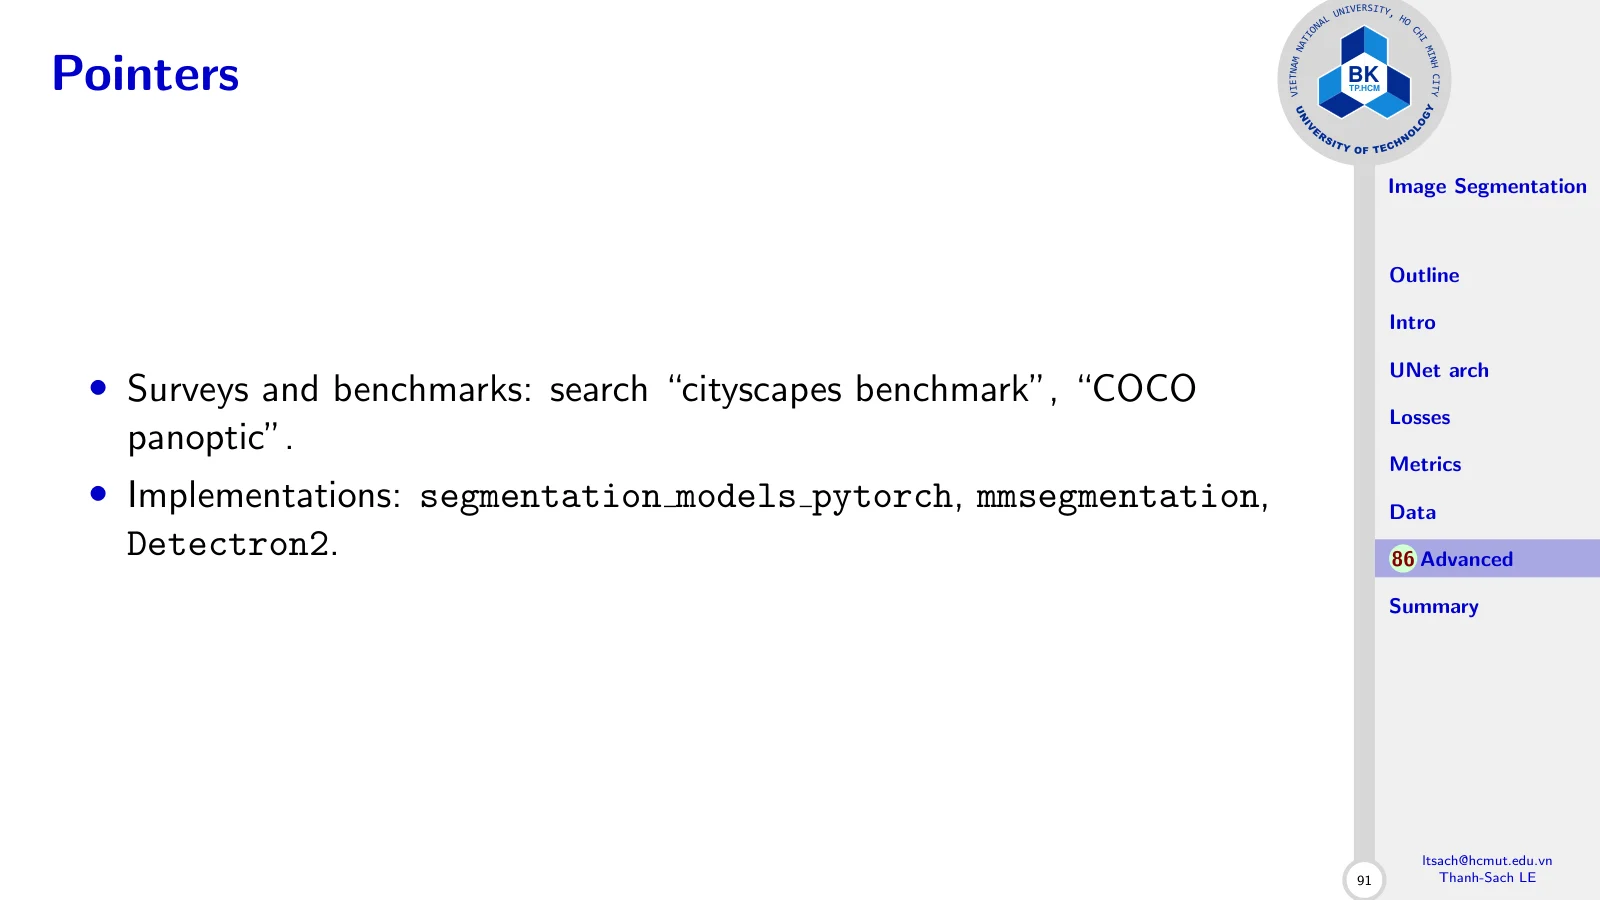 Pointers
• Surveys and benchmarks: search “cityscapes benchmark”, “COCO
panoptic”.
• Implementations: segmentation_models_pytorch, mmsegmentation,
Detectron2.
VIETNAM NATIONAL UNIVERSITY, HO CHI MINH CITY
BK
TP.HCM
UNIVERSITY OF TECHNOLOGY
Image Segmentation
Outline
Intro
UNet arch
Losses
Metrics
Data
86 Advanced
Summary
ltsach@hcmut.edu.vn
Thanh-Sach LE
91